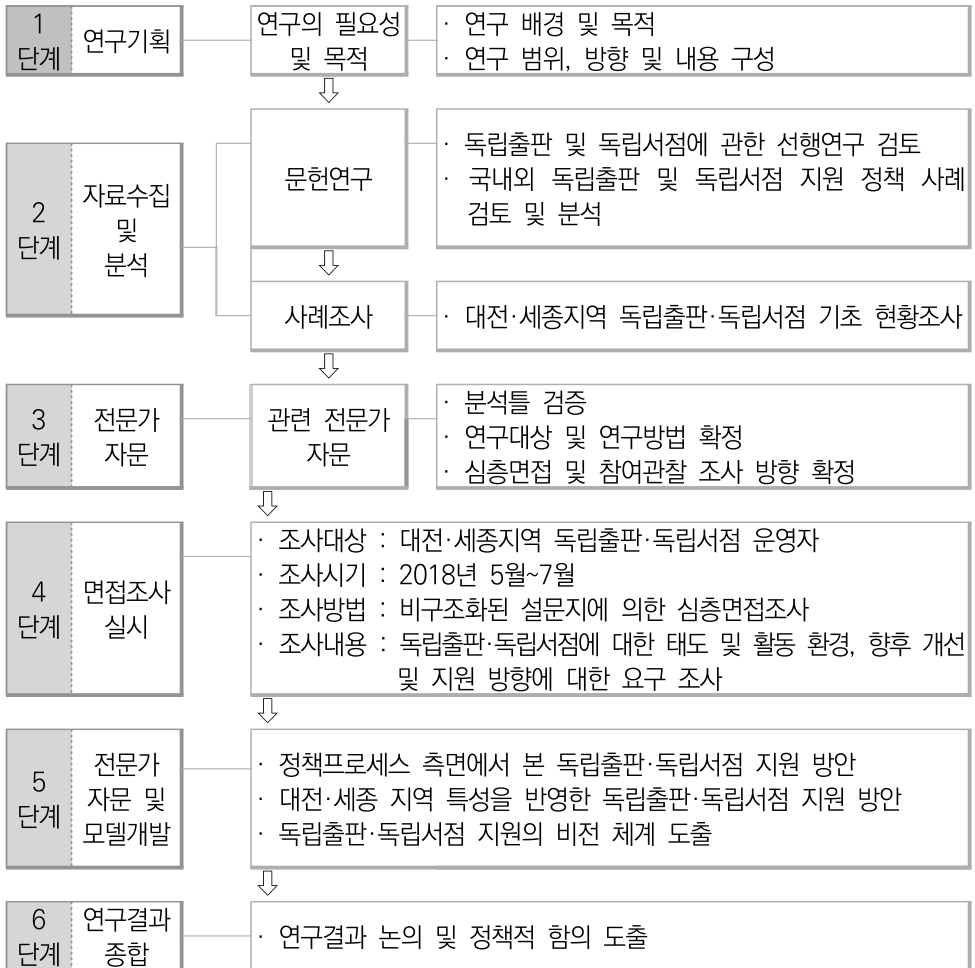 1
단계
연구기획
연구의 필요성
및 목적
· 연구 배경 및 목적
· 연구 범위, 방향 및 내용 구성
2
단계
자료수집
및
분석
문헌연구
· 독립출판 및 독립서점에 관한 선행연구 검토
· 국내외 독립출판 및 독립서점 지원 정책 사례
검토 및 분석
사례조사
· 대전·세종지역 독립출판·독립서점 기초 현황조사
3
단계
전문가
자문
관련 전문가
자문
· 분석틀 검증
· 연구대상 및 연구방법 확정
· 심층면접 및 참여관찰 조사 방향 확정
4
단계
면접조사
실시
· 조사대상 : 대전·세종지역 독립출판·독립서점 운영자
· 조사시기 : 2018년 5월~7월
· 조사방법 : 비구조화된 설문지에 의한 심층면접조사
· 조사내용 : 독립출판·독립서점에 대한 태도 및 활동 환경, 향후 개선
및 지원 방향에 대한 요구 조사
5
단계
전문가
자문 및
모델개발
· 정책프로세스 측면에서 본 독립출판·독립서점 지원 방안
· 대전·세종 지역 특성을 반영한 독립출판·독립서점 지원 방안
· 독립출판·독립서점 지원의 비전 체계 도출
6
단계
연구결과
종합
· 연구결과 논의 및 정책적 함의 도출